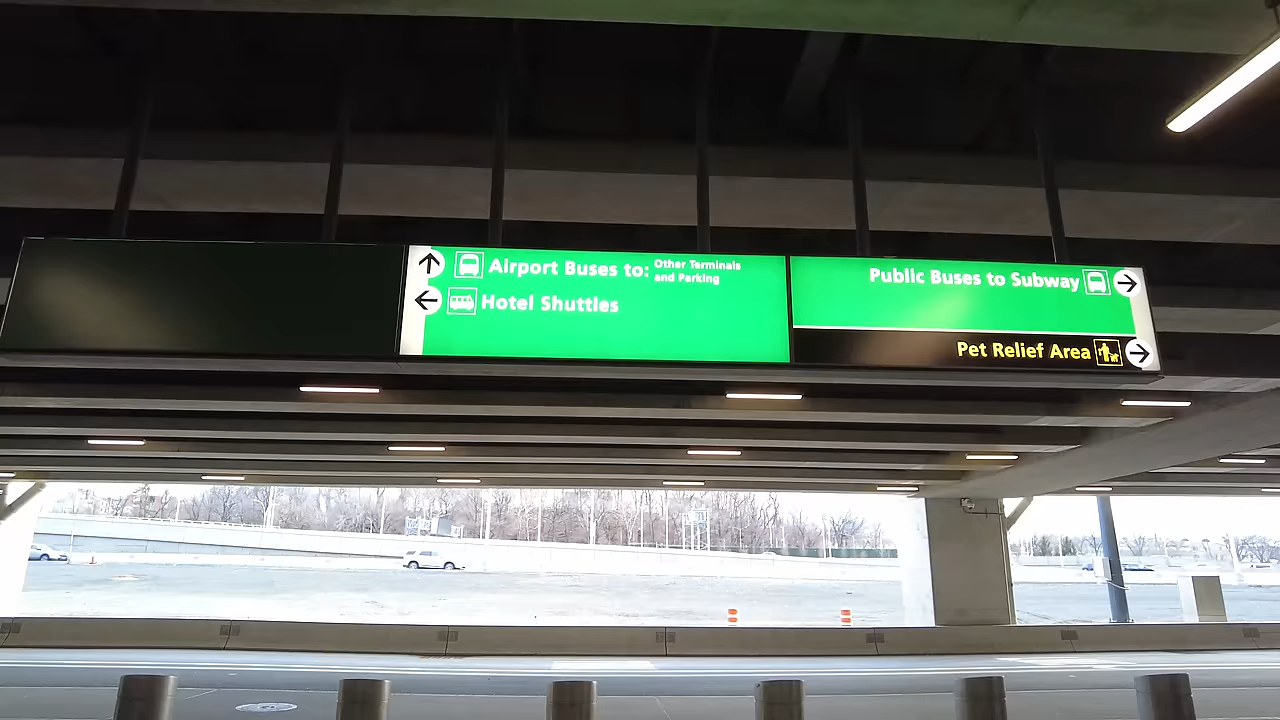 Airport Buses to: Other Terminals
and Parking
Hotel Shuttles
Public Buses to Subway
Pet Relief Area